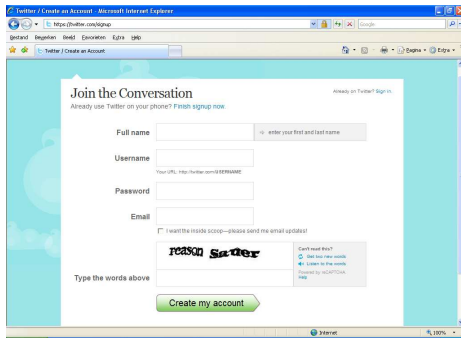 Twitter / Create an Account - Microsoft Internet Explorer
https://twitter.com/signup
Google
Bestand Bewerken Beeld Favorieten Extra Help
Twitter / Create an Account
Pagina Extra
Join the Conversation
Already on Twitter? Sign in.
Already use Twitter on your phone? Finish signup now.
Full name
enter your first and last name
Username
Your URL: http://twitter.com/USERNAME
Password
Email
I want the inside scoop—please send me email updates!
reason
Can't read this?
Get two new words
Listen to the words
Powered by reCAPTCHA.
Help
Type the words above
Create my account
Internet
100%